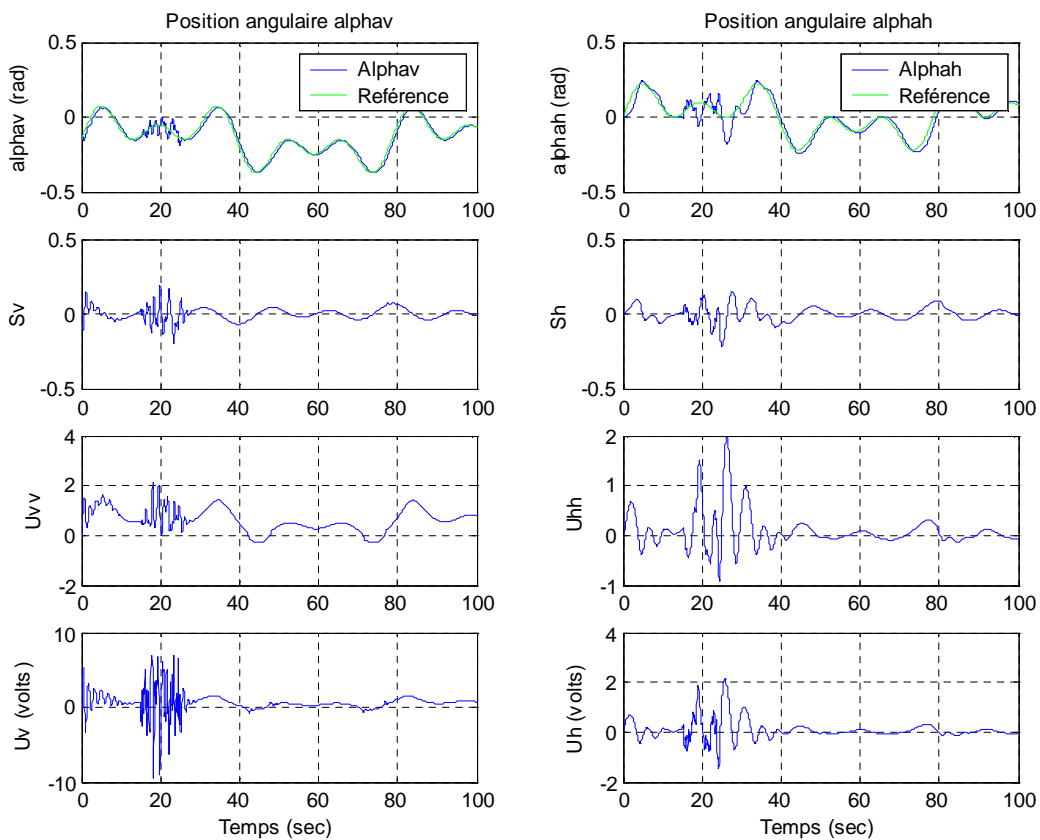 Position angulaire alphav
0.5
0
-0.5
alphav (rad)
Alphav
Reférence
0 20 40 60 80 100
0.5
0
-0.5
Sv
0 20 40 60 80 100
4
2
0
-2
Uvv
0 20 40 60 80 100
10
0
-10
Uv (volts)
0 20 40 60 80 100
Temps (sec)
Position angulaire alphah
0.5
0
-0.5
alphah (rad)
Alphah
Reférence
0 20 40 60 80 100
0.5
0
-0.5
Sh
0 20 40 60 80 100
2
1
0
-1
Uhh
0 20 40 60 80 100
4
2
0
-2
Uh (volts)
0 20 40 60 80 100
Temps (sec)